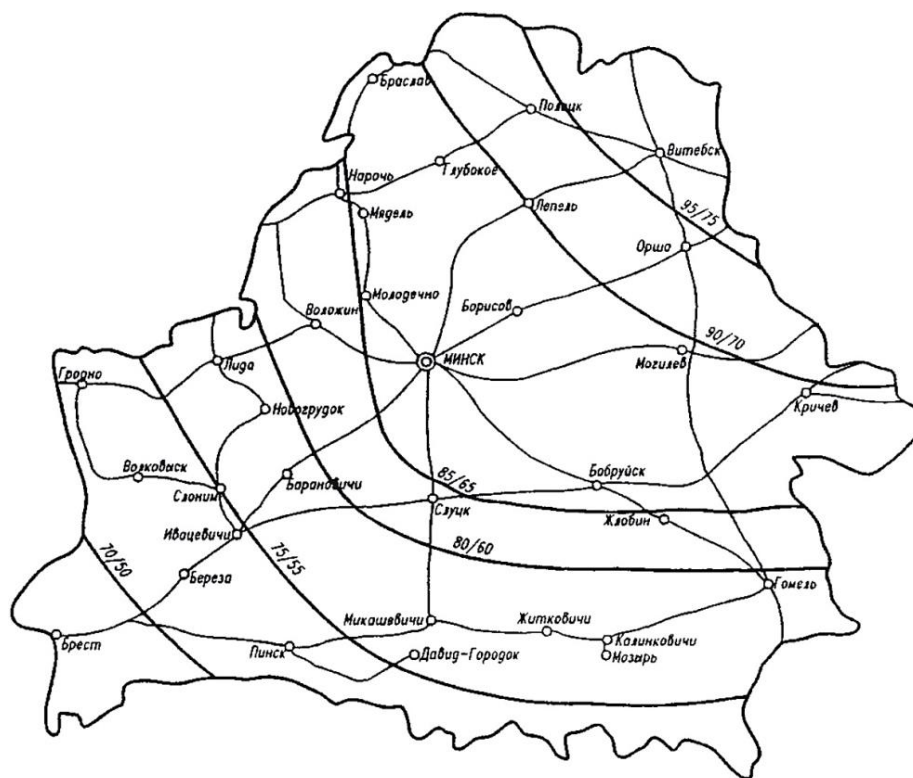 Браслав
Полоцк
Витебск
Глубокое
Нарочь
Мядель
Лепель
95/75
Орша
Молодечно
Борисов
Воложин
90/70
МИНСК
Могилев
Лида
Гродно
Кричев
Новогрудок
Волковыск
Барановичи
Бобруйск
85/65
Слоним
Слуцк
Жлобин
Ивацевичи
80/60
75/55
70/50
Береза
Гомель
Микашевичи
Житковичи
Брест
Пинск
Калинковичи
Давид-Городок
Мозырь